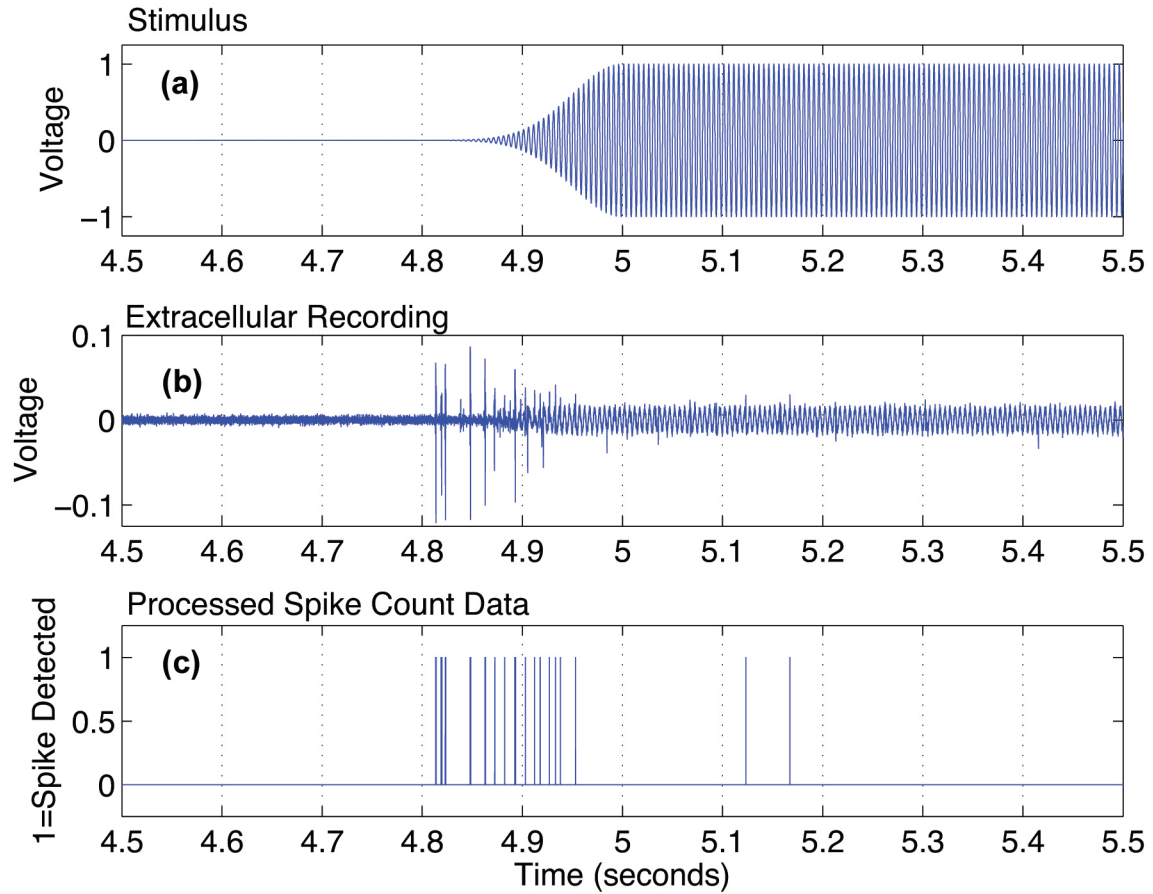 Stimulus
(a)
Voltage
1
0
−1
4.5 4.6 4.7 4.8 4.9 5 5.1 5.2 5.3 5.4 5.5
Extracellular Recording
(b)
Voltage
0.1
0
−0.1
4.5 4.6 4.7 4.8 4.9 5 5.1 5.2 5.3 5.4 5.5
Processed Spike Count Data
(c)
1=Spike Detected
1
0.5
0
4.5 4.6 4.7 4.8 4.9 5 5.1 5.2 5.3 5.4 5.5
Time (seconds)